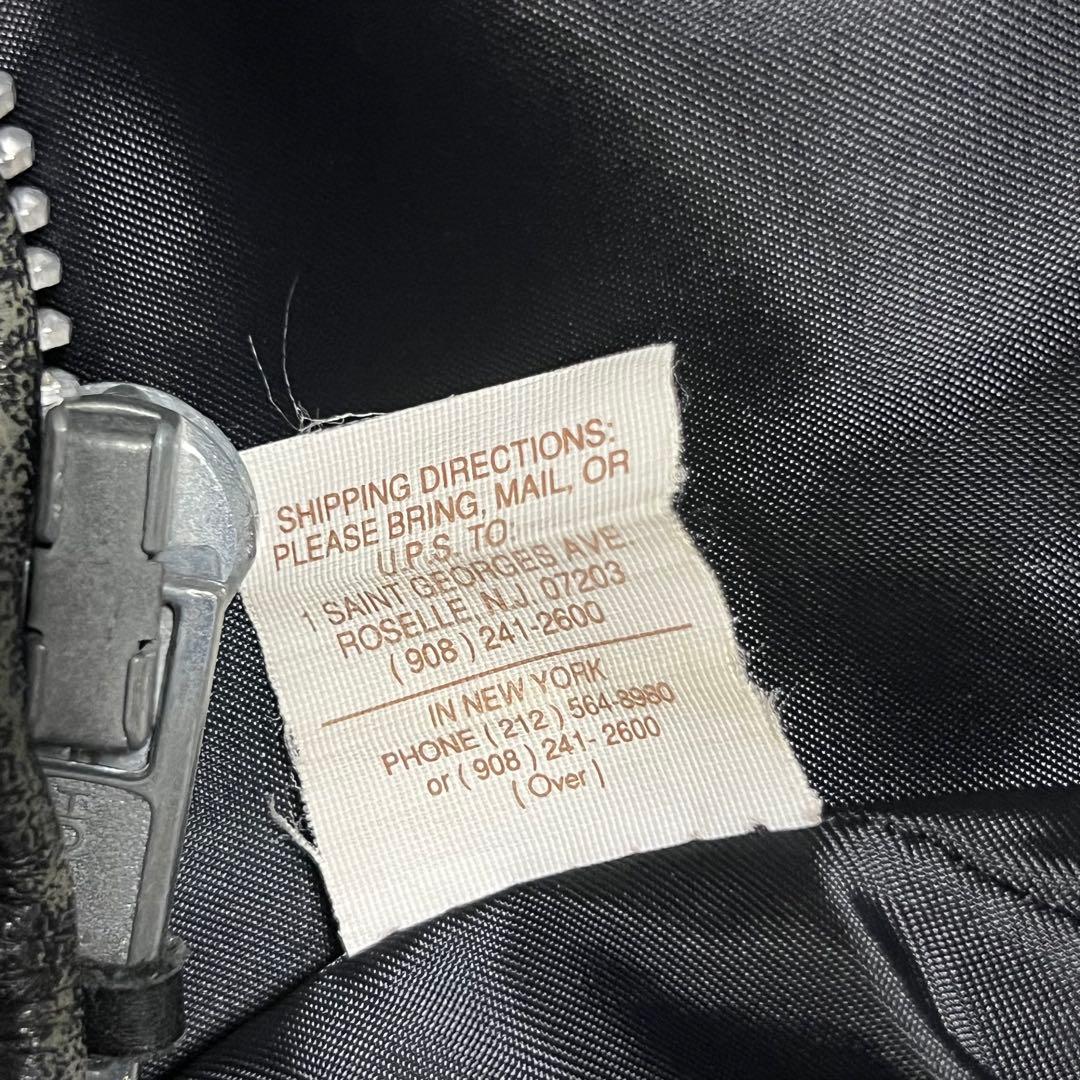 SHIPPING DIRECTIONS:
PLEASE BRING, MAIL, OR
U.P.S. TO
1 SAINT GEORGES AVE.
ROSELLE, N.J. 07203
( 908 ) 241-2600
IN NEW YORK
PHONE ( 212 ) 564-8980
or ( 908 ) 241- 2600
( Over )